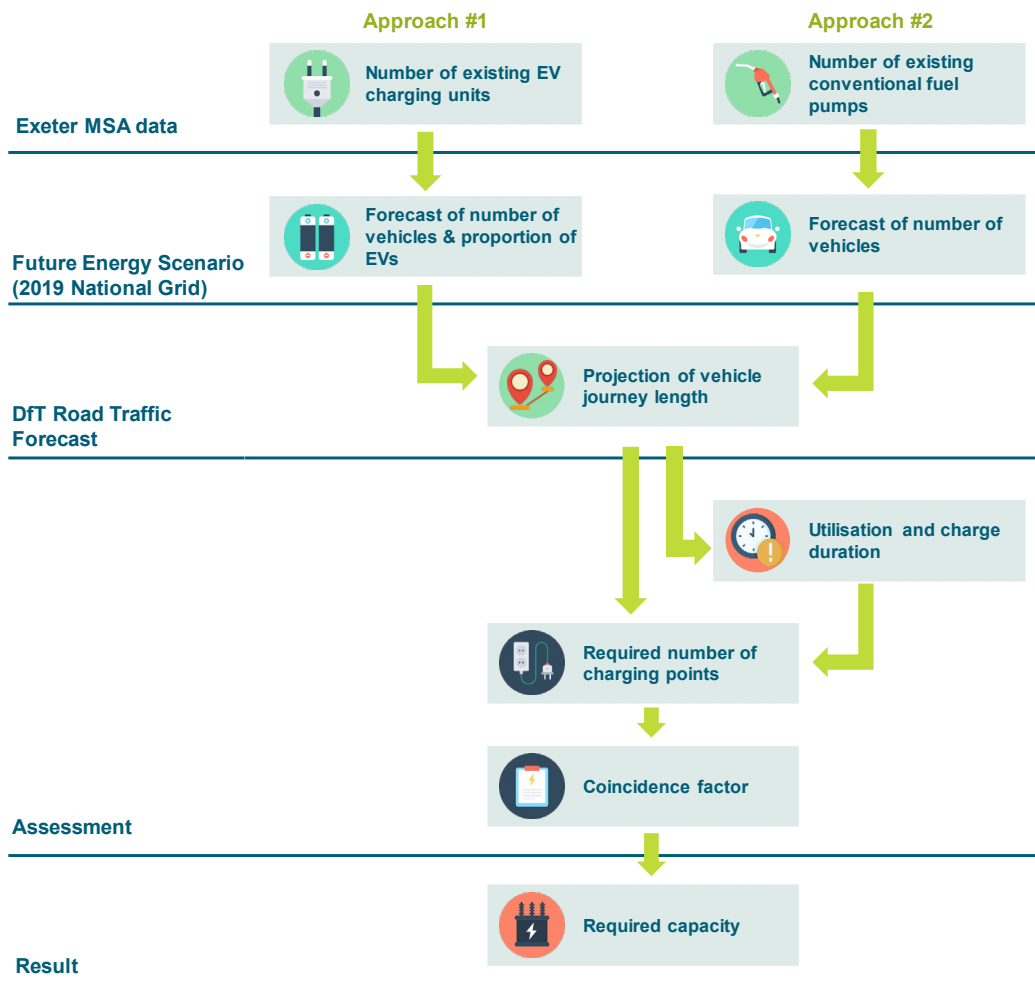 Approach #1
Approach #2
Number of existing EV
charging units
Number of existing
conventional fuel
pumps
Exeter MSA data
Forecast of number of
vehicles & proportion of
EVs
Forecast of number of
vehicles
Future Energy Scenario
(2019 National Grid)
Projection of vehicle
journey length
DfT Road Traffic
Forecast
Utilisation and charge
duration
Required number of
charging points
Coincidence factor
Assessment
Required capacity
Result